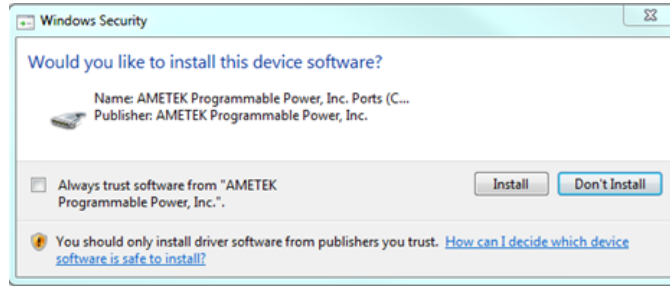 Windows Security
Would you like to install this device software?
Name: AMETEK Programmable Power, Inc. Ports (C...
Publisher: AMETEK Programmable Power, Inc.
Always trust software from "AMETEK
Programmable Power, Inc.".
Install
Don't Install
You should only install driver software from publishers you trust. How can I decide which device
software is safe to install?